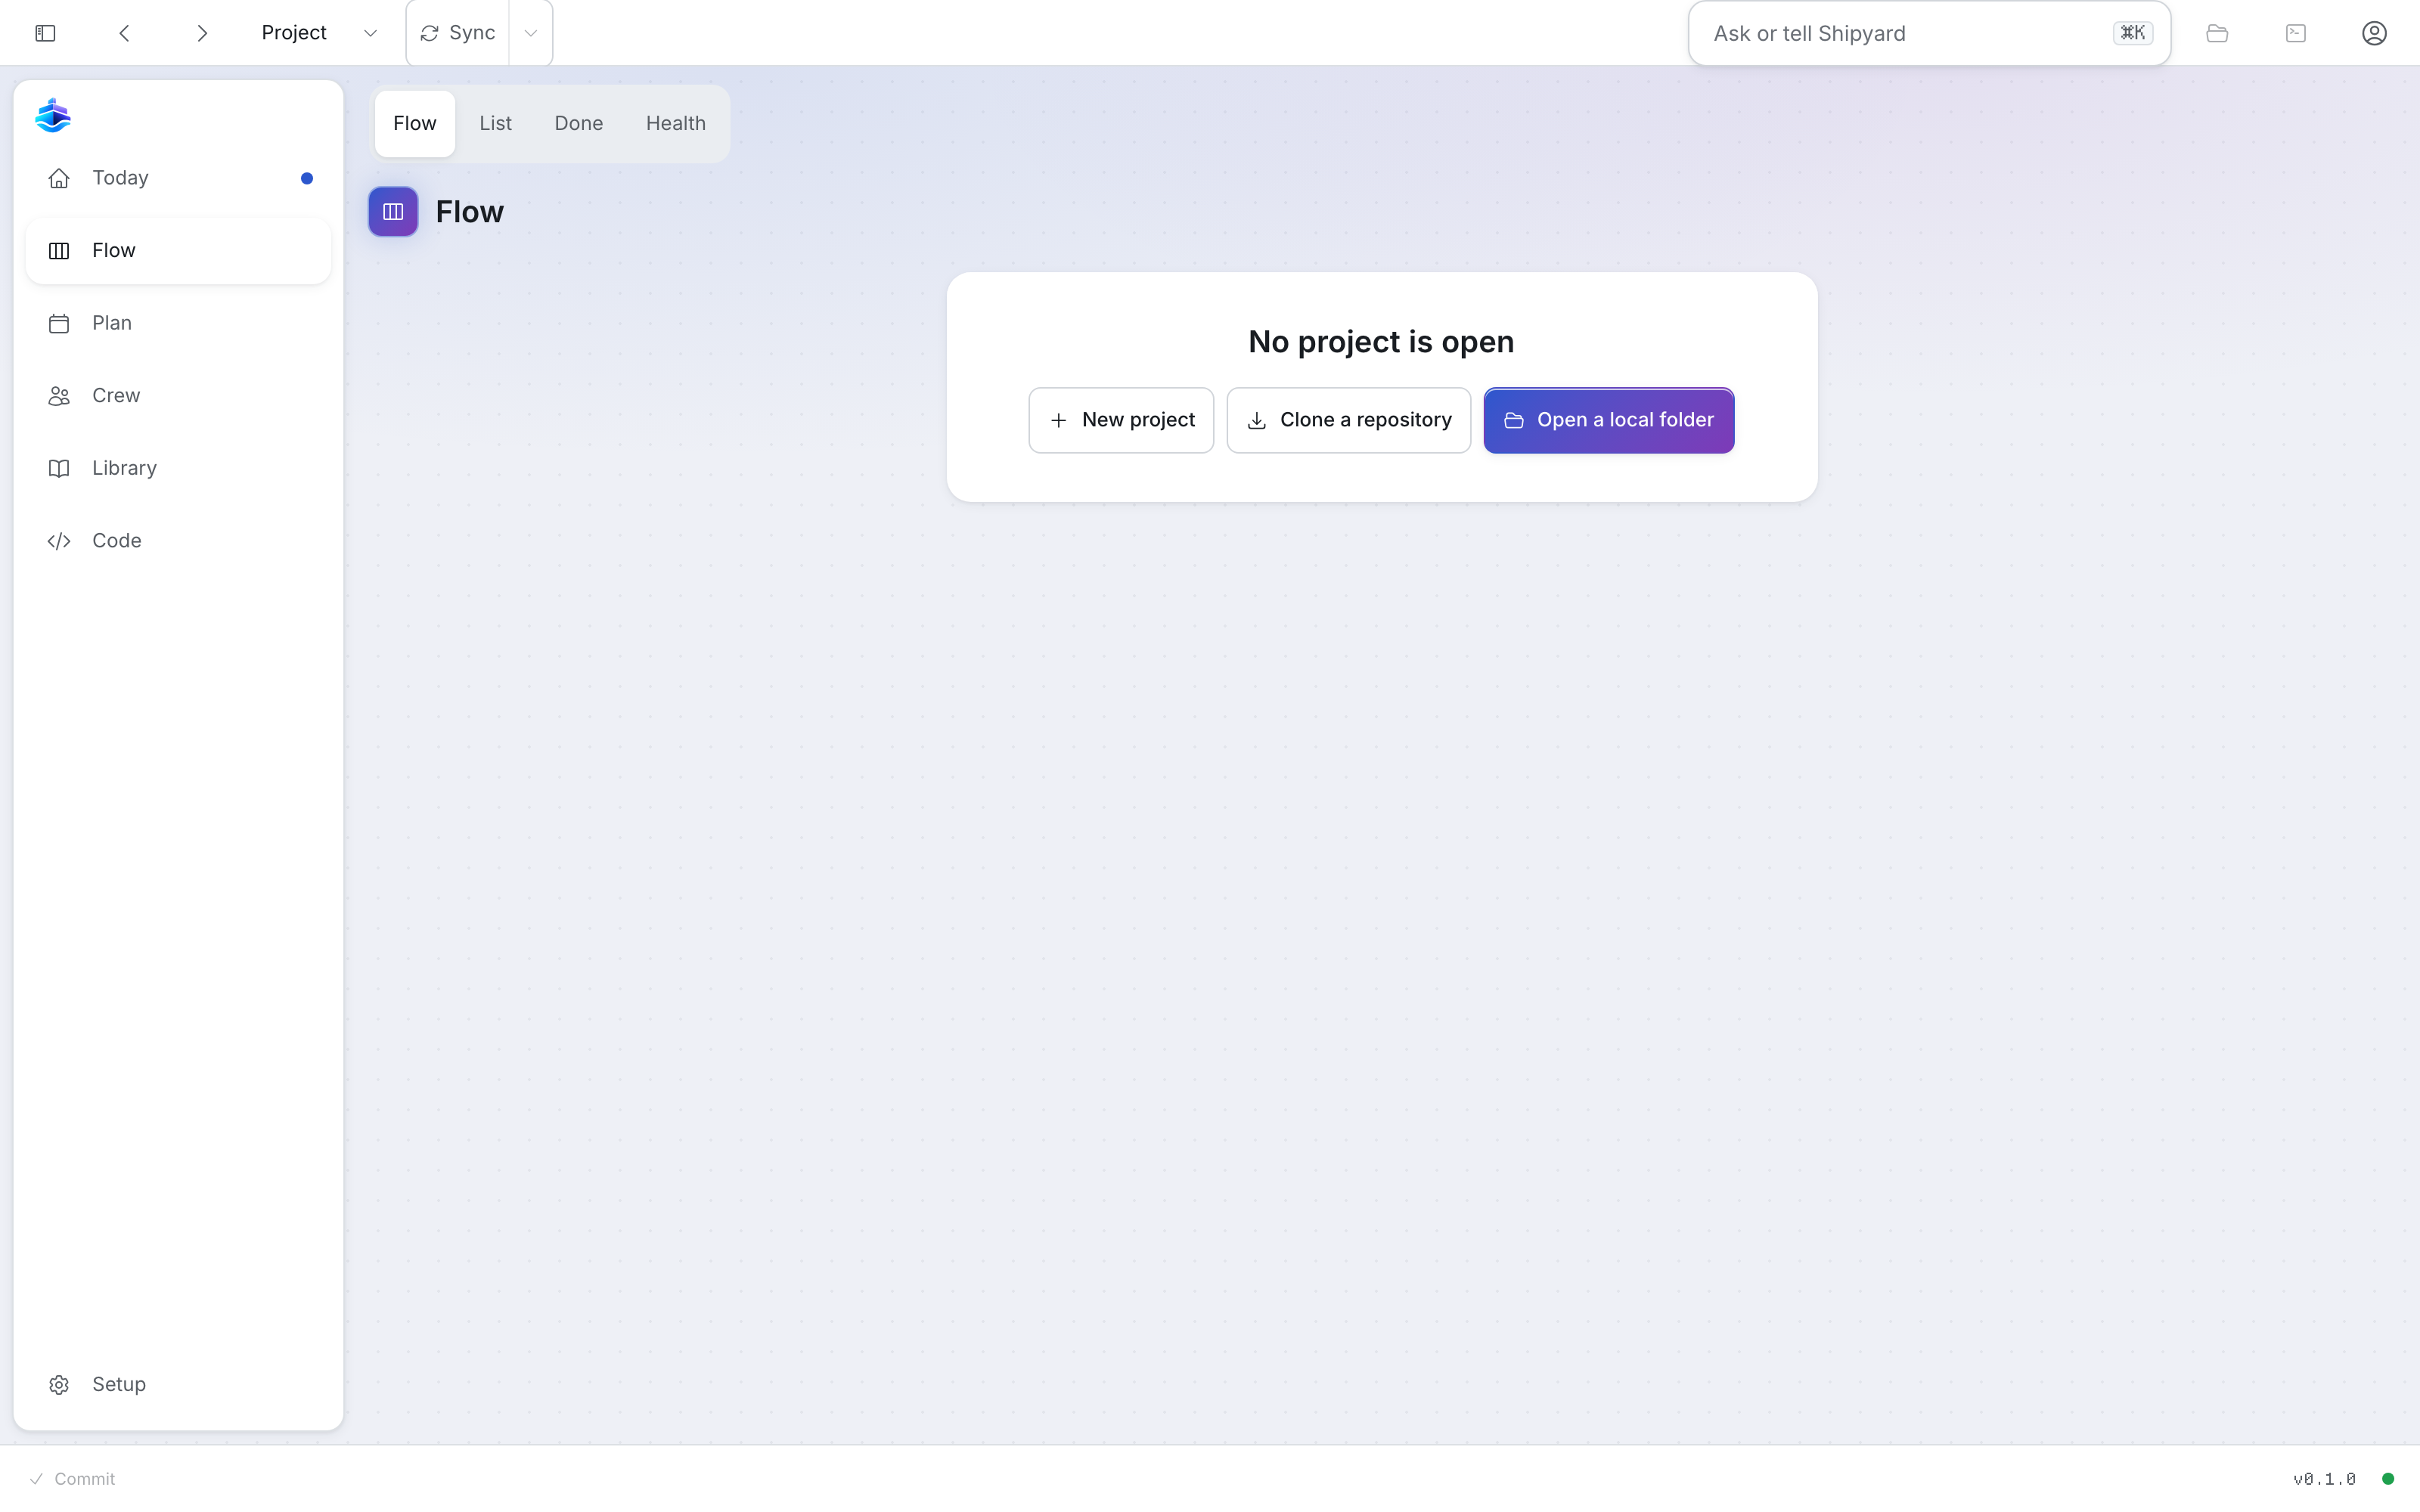 Project
Sync
Ask or tell Shipyard
⌘K
Today
Flow
Plan
Crew
Library
Code
Setup
Flow
List
Done
Health
Flow
No project is open
New project
Clone a repository
Open a local folder
Commit
v0.1.0